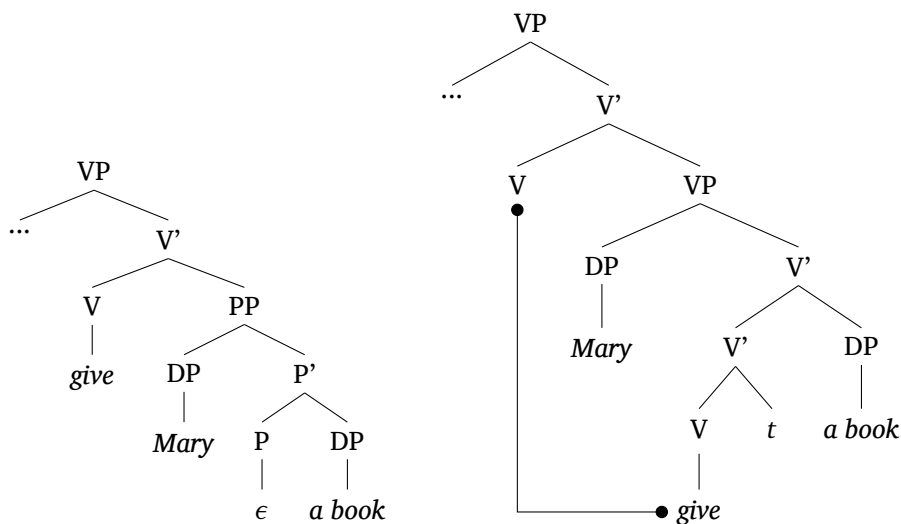 VP
... V'
V PP
give DP P'
Mary P DP
ϵ a book
VP
... V'
V VP
DP V'
Mary V' DP
V t a book
give